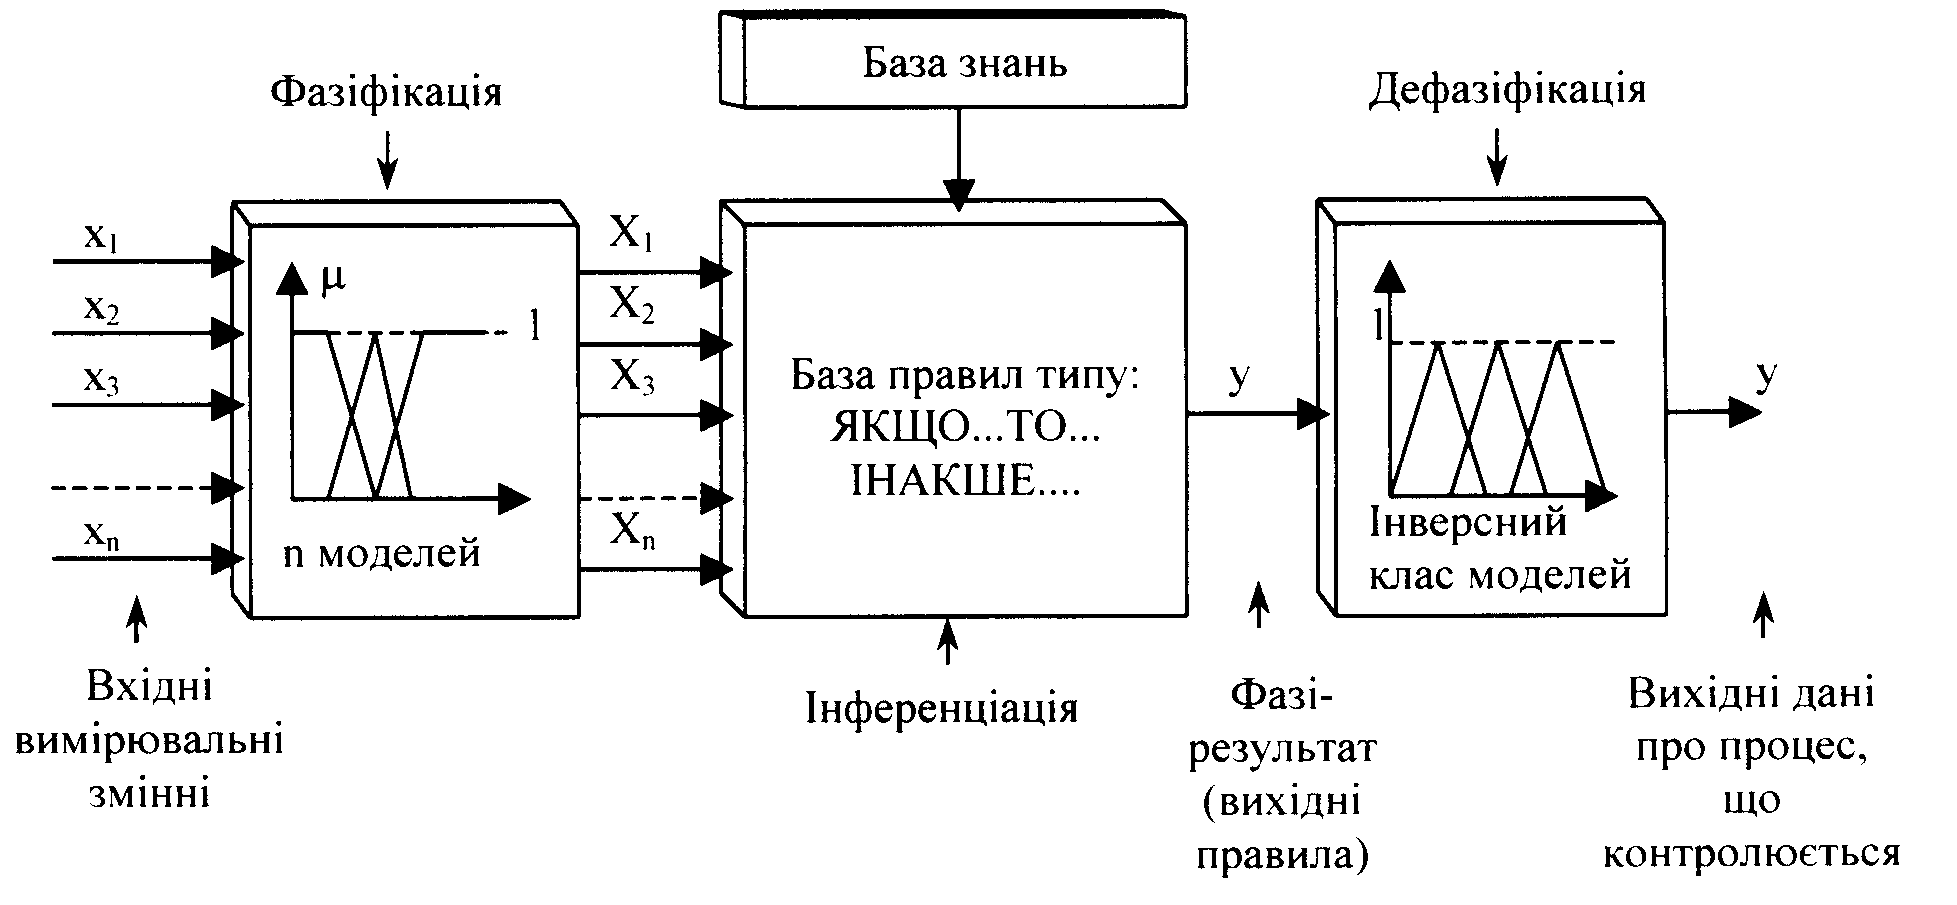 База знань
Фазіфікація
Дефазіфікація
x1
x2
x3
xn
μ
1
n моделей
X1
X2
X3
Xn
База правил типу:
ЯКЩО...ТО...
ІНАКШЕ....
y
1
Інверсний
клас моделей
y
Вхідні
вимірювальні
змінні
Інференціація
Фазі-
результат
(вихідні
правила)
Вихідні дані
про процес,
що
контролюється